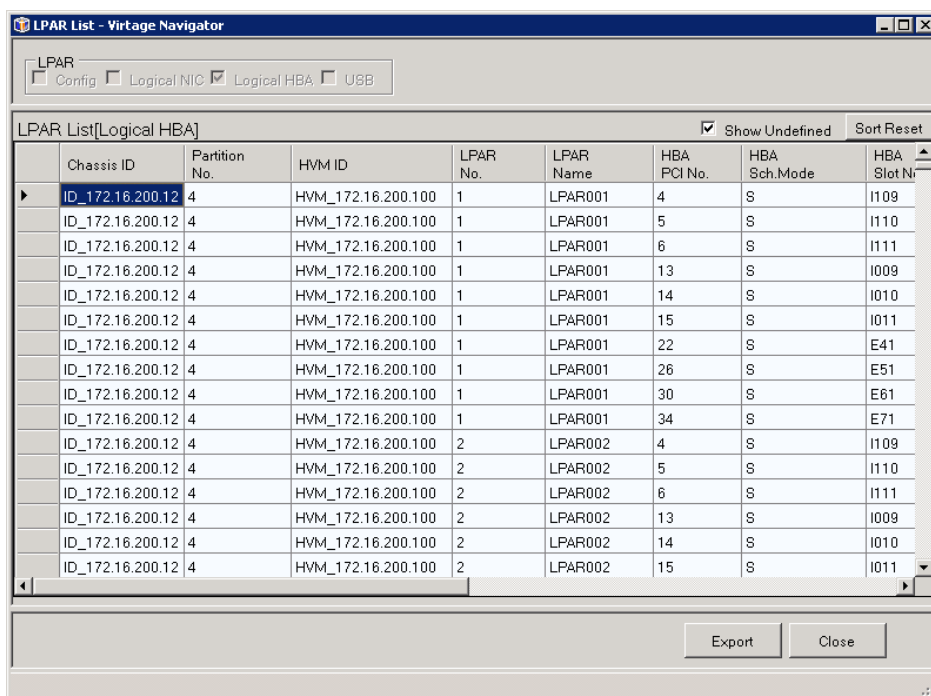 LPAR List - Virtage Navigator
LPAR
Config Logical NIC Logical HBA USB
LPAR List[Logical HBA] Show Undefined Sort Reset
Chassis ID Partition No. HVM ID LPAR No. LPAR Name HBA PCI No. HBA Sch.Mode HBA Slot
ID_172.16.200.12 4 HVM_172.16.200.100 1 LPAR001 4 S I109
ID_172.16.200.12 4 HVM_172.16.200.100 1 LPAR001 5 S I110
ID_172.16.200.12 4 HVM_172.16.200.100 1 LPAR001 6 S I111
ID_172.16.200.12 4 HVM_172.16.200.100 1 LPAR001 13 S I009
ID_172.16.200.12 4 HVM_172.16.200.100 1 LPAR001 14 S I010
ID_172.16.200.12 4 HVM_172.16.200.100 1 LPAR001 15 S I011
ID_172.16.200.12 4 HVM_172.16.200.100 1 LPAR001 22 S E41
ID_172.16.200.12 4 HVM_172.16.200.100 1 LPAR001 26 S E51
ID_172.16.200.12 4 HVM_172.16.200.100 1 LPAR001 30 S E61
ID_172.16.200.12 4 HVM_172.16.200.100 1 LPAR001 34 S E71
ID_172.16.200.12 4 HVM_172.16.200.100 2 LPAR002 4 S I109
ID_172.16.200.12 4 HVM_172.16.200.100 2 LPAR002 5 S I110
ID_172.16.200.12 4 HVM_172.16.200.100 2 LPAR002 6 S I111
ID_172.16.200.12 4 HVM_172.16.200.100 2 LPAR002 13 S I009
ID_172.16.200.12 4 HVM_172.16.200.100 2 LPAR002 14 S I010
ID_172.16.200.12 4 HVM_172.16.200.100 2 LPAR002 15 S I011
Export Close